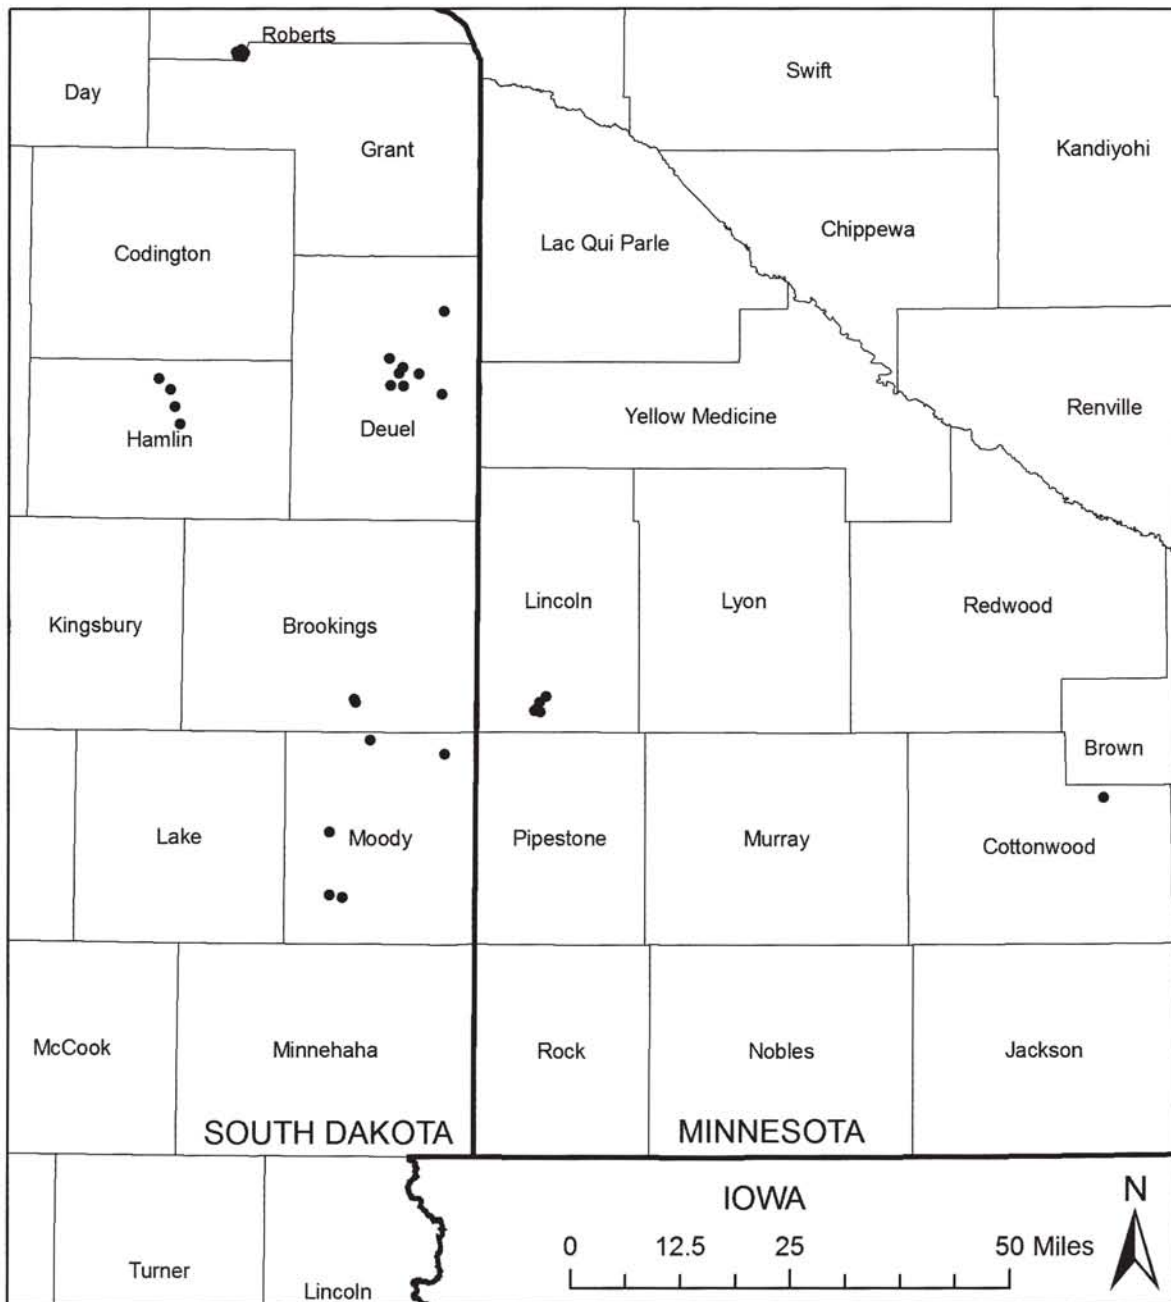 Roberts
Swift
Day
Grant
Kandiyohi
Chippewa
Lac Qui Parle
Codington
Renville
Yellow Medicine
Hamlin
Deuel
Lincoln
Lyon
Redwood
Kingsbury
Brookings
Brown
Lake
Moody
Pipestone
Murray
Cottonwood
McCook
Minnehaha
Rock
Nobles
Jackson
SOUTH DAKOTA
MINNESOTA
IOWA
N
0 12.5 25 50 Miles
Turner
Lincoln